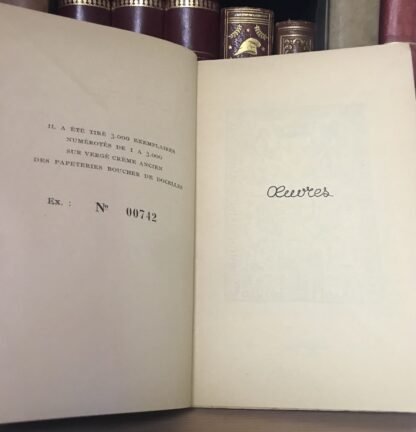 IL A ÉTÉ TIRÉ 3.000 EXEMPLAIRES
NUMÉROTÉS DE 1 A 3.000
SUR VERGÉ CRÈME ANCIEN
DES PAPETERIES BOUCHER DE DOCELLES
EX. : N° 00742
Œuvres